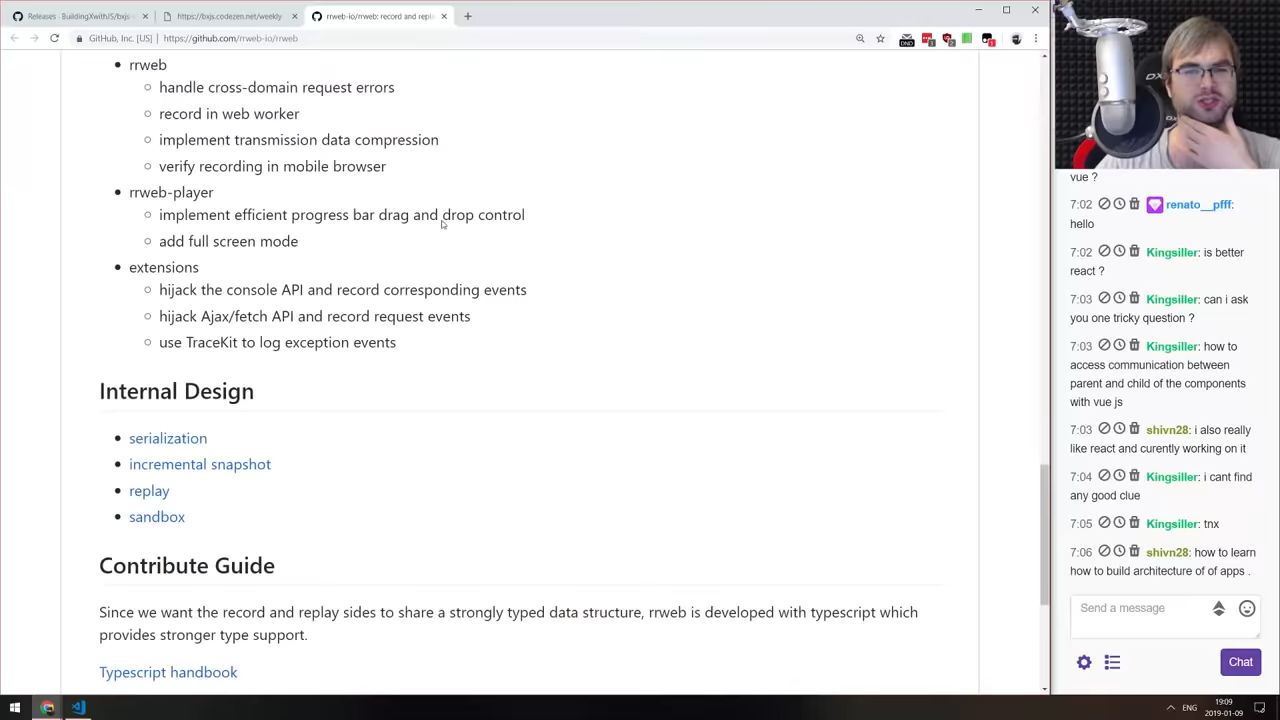 Releases · BuildingXwithJS/bxjs-
https://bxjs.codezen.net/weekly
rrweb-io/rrweb: record and repl
GitHub, Inc. [US] | https://github.com/rrweb-io/rrweb
DND
1
2
1
rrweb
handle cross-domain request errors
record in web worker
implement transmission data compression
verify recording in mobile browser
rrweb-player
implement efficient progress bar drag and drop control
add full screen mode
extensions
hijack the console API and record corresponding events
hijack Ajax/fetch API and record request events
use TraceKit to log exception events
Internal Design
serialization
incremental snapshot
replay
sandbox
Contribute Guide
Since we want the record and replay sides to share a strongly typed data structure, rrweb is developed with typescript which
provides stronger type support.
Typescript handbook
vue ?
7:02 renato__pfff:
hello
7:02 Kingsiller: is better
react ?
7:03 Kingsiller: can i ask
you one tricky question ?
7:03 Kingsiller: how to
access communication between
parent and child of the components
with vue js
7:03 shivn28: i also really
like react and curently working on it
7:04 Kingsiller: i cant find
any good clue
7:05 Kingsiller: tnx
7:06 shivn28: how to learn
how to build architecture of of apps .
Send a message
Chat
ENG
19:09
2019-01-09